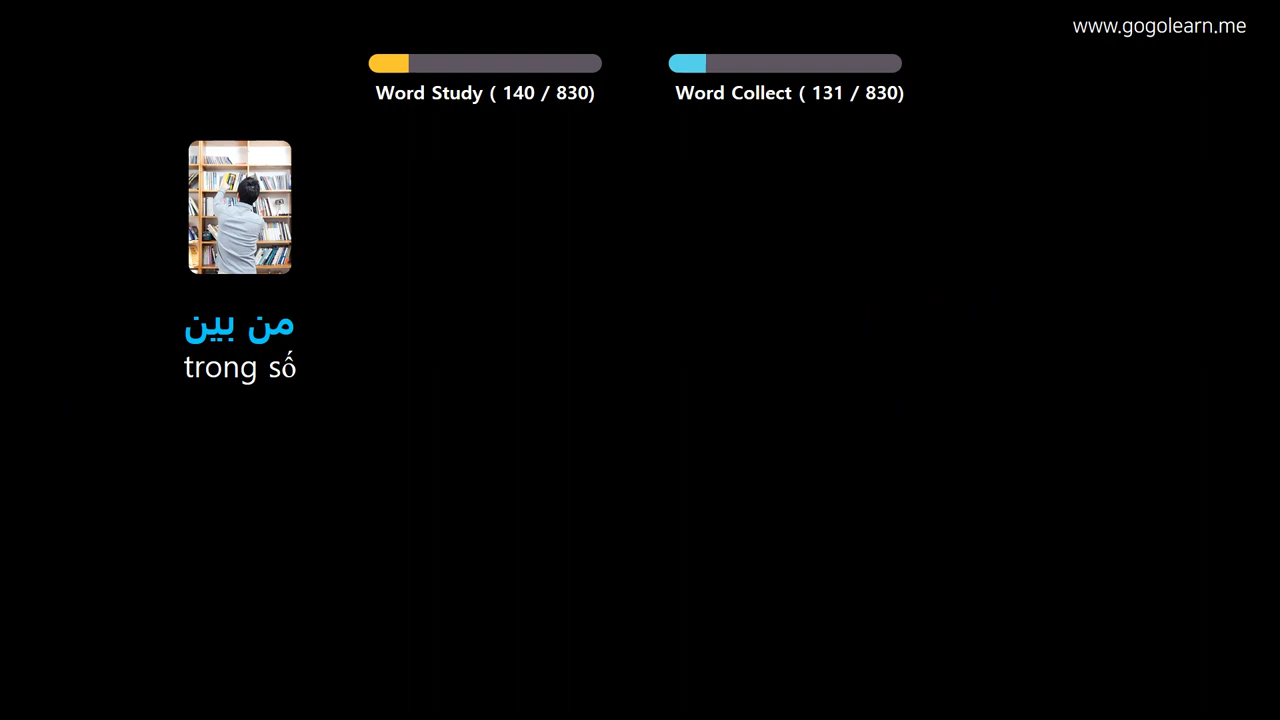 www.gogolearn.me
Word Study ( 140 / 830)
Word Collect ( 131 / 830)
من بين
trong số